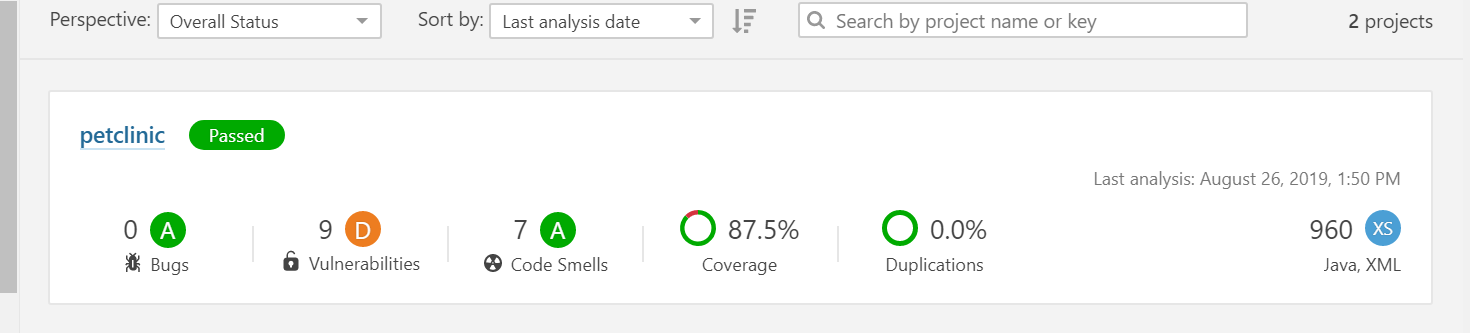 Perspective: Overall Status Sort by: Last analysis date Search by project name or key 2 projects
petclinic Passed
Last analysis: August 26, 2019, 1:50 PM
0 A 9 D 7 A 87.5% 0.0% 960 XS
Bugs Vulnerabilities Code Smells Coverage Duplications Java, XML